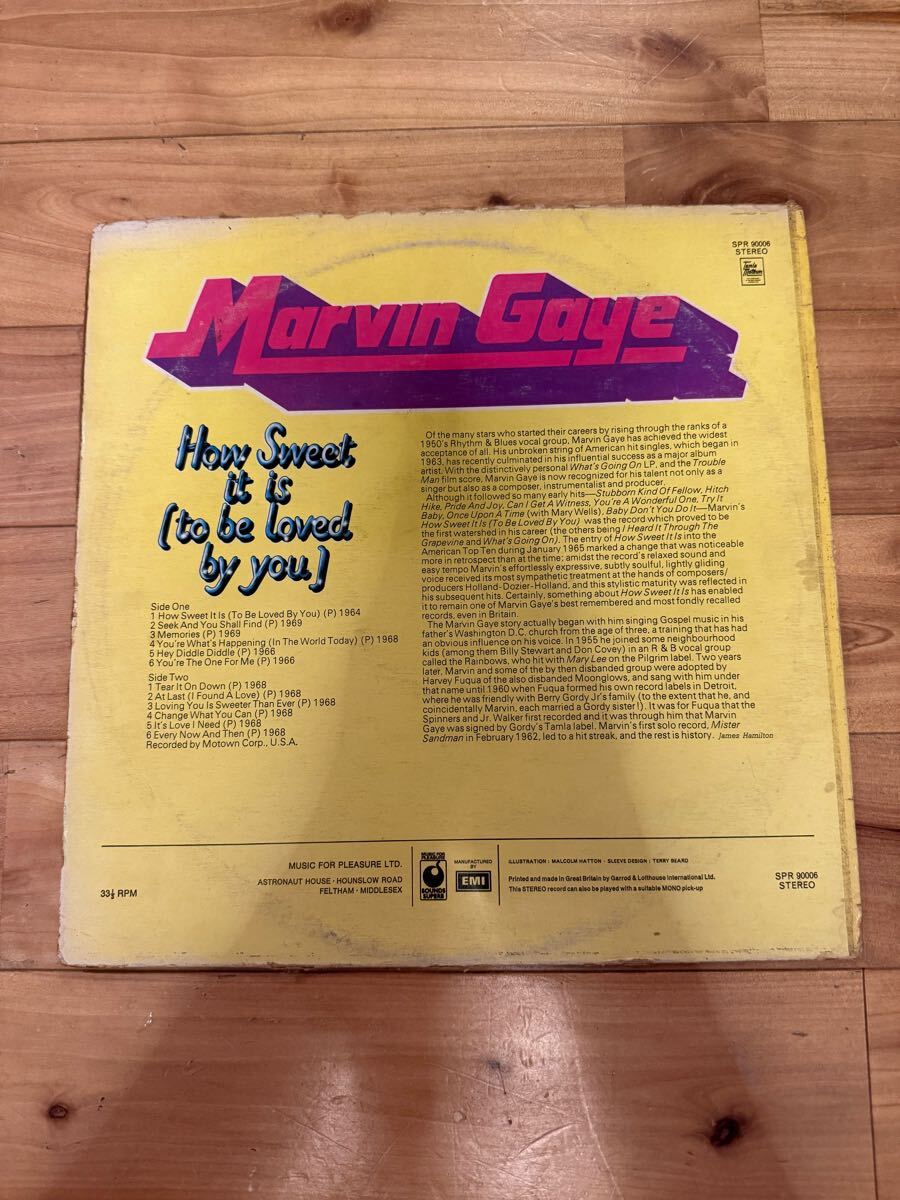 SPR 90006
STEREO
Tamla
Motown
Marvin Gaye
How Sweet
it is
(to be loved
by you)
Side One
1 How Sweet It Is (To Be Loved By You) (P) 1964
2 Seek And You Shall Find (P) 1969
3 Memories (P) 1969
4 You're What's Happening (In The World Today) (P) 1968
5 Hey Diddle Diddle (P) 1966
6 You're The One For Me (P) 1966
Side Two
1 Tear It On Down (P) 1968
2 At Last (I Found A Love) (P) 1968
3 Loving You Is Sweeter Than Ever (P) 1968
4 Change What You Can (P) 1968
5 It's Love I Need (P) 1968
6 Every Now And Then (P) 1968
Recorded by Motown Corp., U.S.A.
Of the many stars who started their careers by rising through the ranks of a
1950's Rhythm & Blues vocal group, Marvin Gaye has achieved the widest
acceptance of all. His unbroken string of American hit singles, which began in
1963, has recently culminated in his influential success as a major album
artist. With the distinctively personal What's Going On LP, and the Trouble
Man film score, Marvin Gaye is now recognized for his talent not only as a
singer but also as a composer, instrumentalist and producer.
Although it followed so many early hits—Stubborn Kind Of Fellow, Hitch
Hike, Pride And Joy, Can I Get A Witness, You're A Wonderful One, Try It
Baby, Once Upon A Time (with Mary Wells), Baby Don't You Do It—Marvin's
How Sweet It Is (To Be Loved By You) was the record which proved to be
the first watershed in his career (the others being I Heard It Through The
Grapevine and What's Going On). The entry of How Sweet It Is into the
American Top Ten during January 1965 marked a change that was noticeable
more in retrospect than at the time; amidst the record's relaxed sound and
easy tempo Marvin's effortlessly expressive, subtly soulful, lightly gliding
voice received its most sympathetic treatment at the hands of composers/
producers Holland-Dozier-Holland, and this stylistic maturity was reflected in
his subsequent hits. Certainly, something about How Sweet It Is has enabled
it to remain one of Marvin Gaye's best remembered and most fondly recalled
records, even in Britain.
The Marvin Gaye story actually began with him singing Gospel music in his
father's Washington D.C. church from the age of three, a training that has had
an obvious influence on his voice. In 1955 he joined some neighbourhood
kids (among them Billy Stewart and Don Covey) in an R & B vocal group
called the Rainbows, who hit with Mary Lee on the Pilgrim label. Two years
later, Marvin and some of the by then disbanded group were adopted by
Harvey Fuqua of the also disbanded Moonglows, and sang with him under
that name until 1960 when Fuqua formed his own record labels in Detroit,
where he was friendly with Berry Gordy Jr's family (to the extent that he, and
coincidentally Marvin, each married a Gordy sister!). It was for Fuqua that the
Spinners and Jr. Walker first recorded and it was through him that Marvin
Gaye was signed by Gordy's Tamla label. Marvin's first solo record, Mister
Sandman in February 1962, led to a hit streak, and the rest is history. James Hamilton
33⅓ RPM
MUSIC FOR PLEASURE LTD.
ASTRONAUT HOUSE · HOUNSLOW ROAD
FELTHAM · MIDDLESEX
MUSIC FOR
PLEASURE
SOUNDS
SUPERB
MANUFACTURED
BY
EMI
ILLUSTRATION : MALCOLM HATTON · SLEEVE DESIGN : TERRY BEARD
Printed and made in Great Britain by Garrod & Lofthouse International Ltd.
This STEREO record can also be played with a suitable MONO pick-up
SPR 90006
STEREO